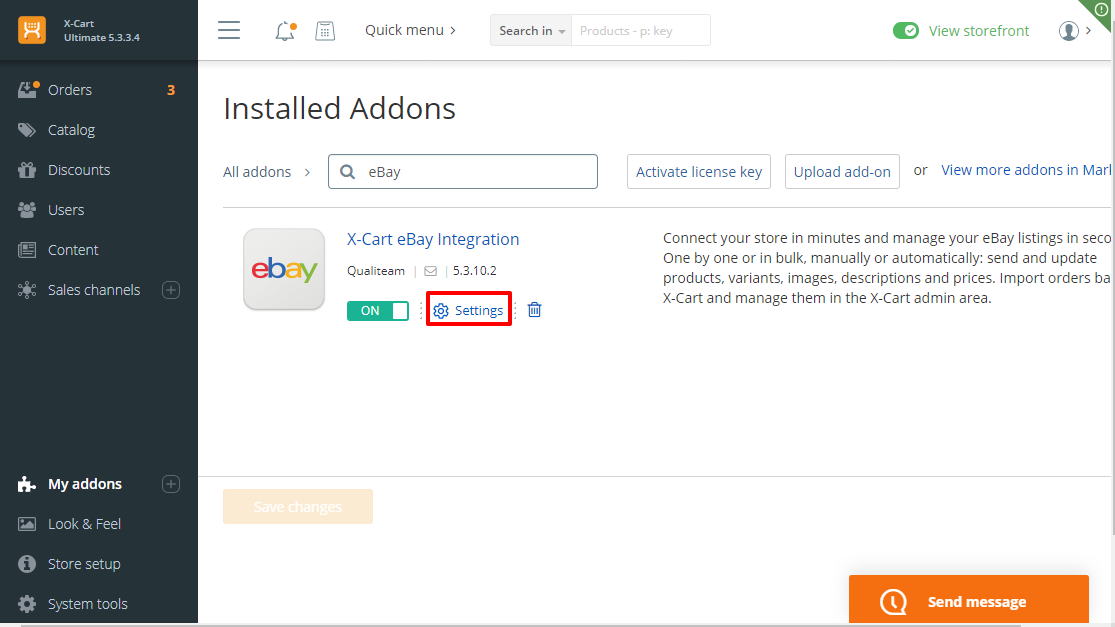 X-Cart
Ultimate 5.3.3.4
Quick menu
Search in
Products - p: key
View storefront
Orders 3
Catalog
Discounts
Users
Content
Sales channels
My addons
Look & Feel
Store setup
System tools
Installed Addons
All addons
eBay
Activate license key
Upload add-on
or
View more addons in Marl
ebay
X-Cart eBay Integration
Qualiteam | 5.3.10.2
ON
Settings
Connect your store in minutes and manage your eBay listings in seco
One by one or in bulk, manually or automatically: send and update
products, variants, images, descriptions and prices. Import orders ba
X-Cart and manage them in the X-Cart admin area.
Save changes
Send message